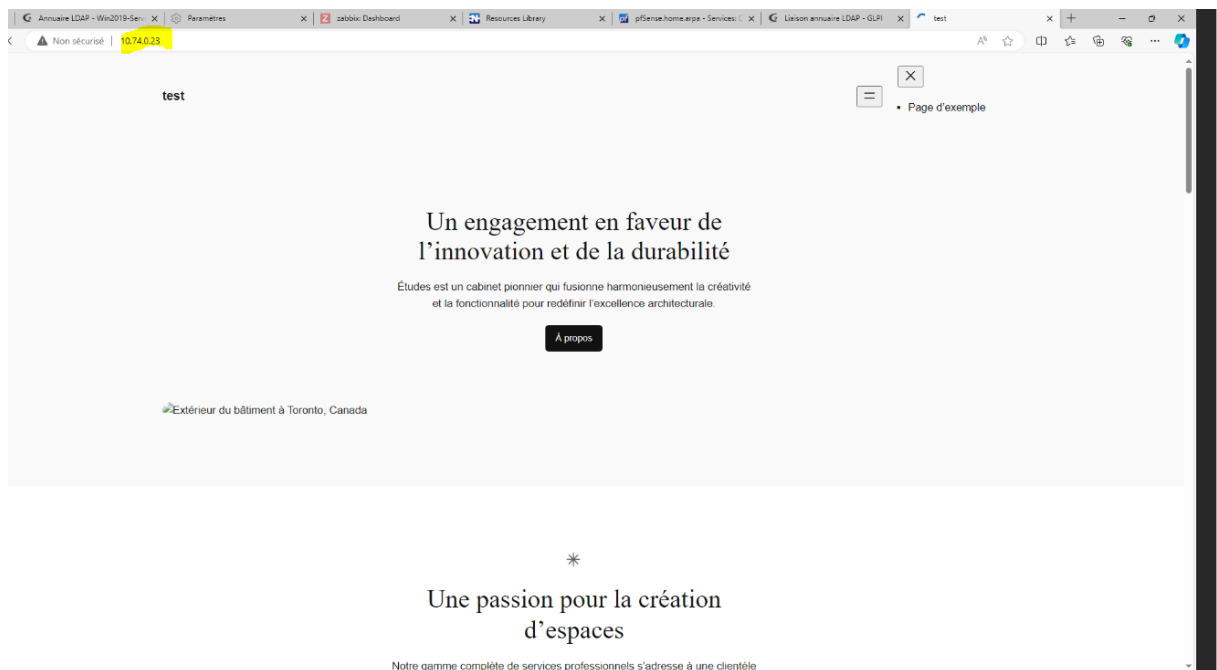 Annuaire LDAP - Win2019-Serv
Paramètres
zabbix: Dashboard
Resources Library
pfSense.home.arpa - Services:
Liaison annuaire LDAP - GLPI
test
Non sécurisé
10.74.0.23
test
Page d'exemple
Un engagement en faveur de
l’innovation et de la durabilité
Études est un cabinet pionnier qui fusionne harmonieusement la créativité
et la fonctionnalité pour redéfinir l’excellence architecturale.
À propos
Extérieur du bâtiment à Toronto, Canada
Une passion pour la création
d’espaces
Notre gamme complète de services professionnels s’adresse à une clientèle